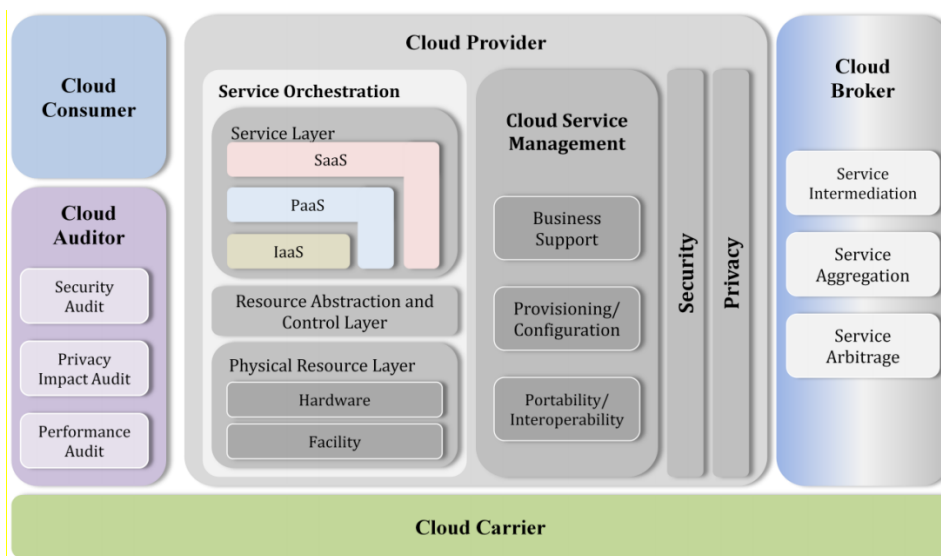 Cloud
Consumer
Cloud
Auditor
Security
Audit
Privacy
Impact Audit
Performance
Audit
Cloud Provider
Service Orchestration
Service Layer
SaaS
PaaS
IaaS
Resource Abstraction and
Control Layer
Physical Resource Layer
Hardware
Facility
Cloud Service
Management
Business
Support
Provisioning/
Configuration
Portability/
Interoperability
Security
Privacy
Cloud
Broker
Service
Intermediation
Service
Aggregation
Service
Arbitrage
Cloud Carrier